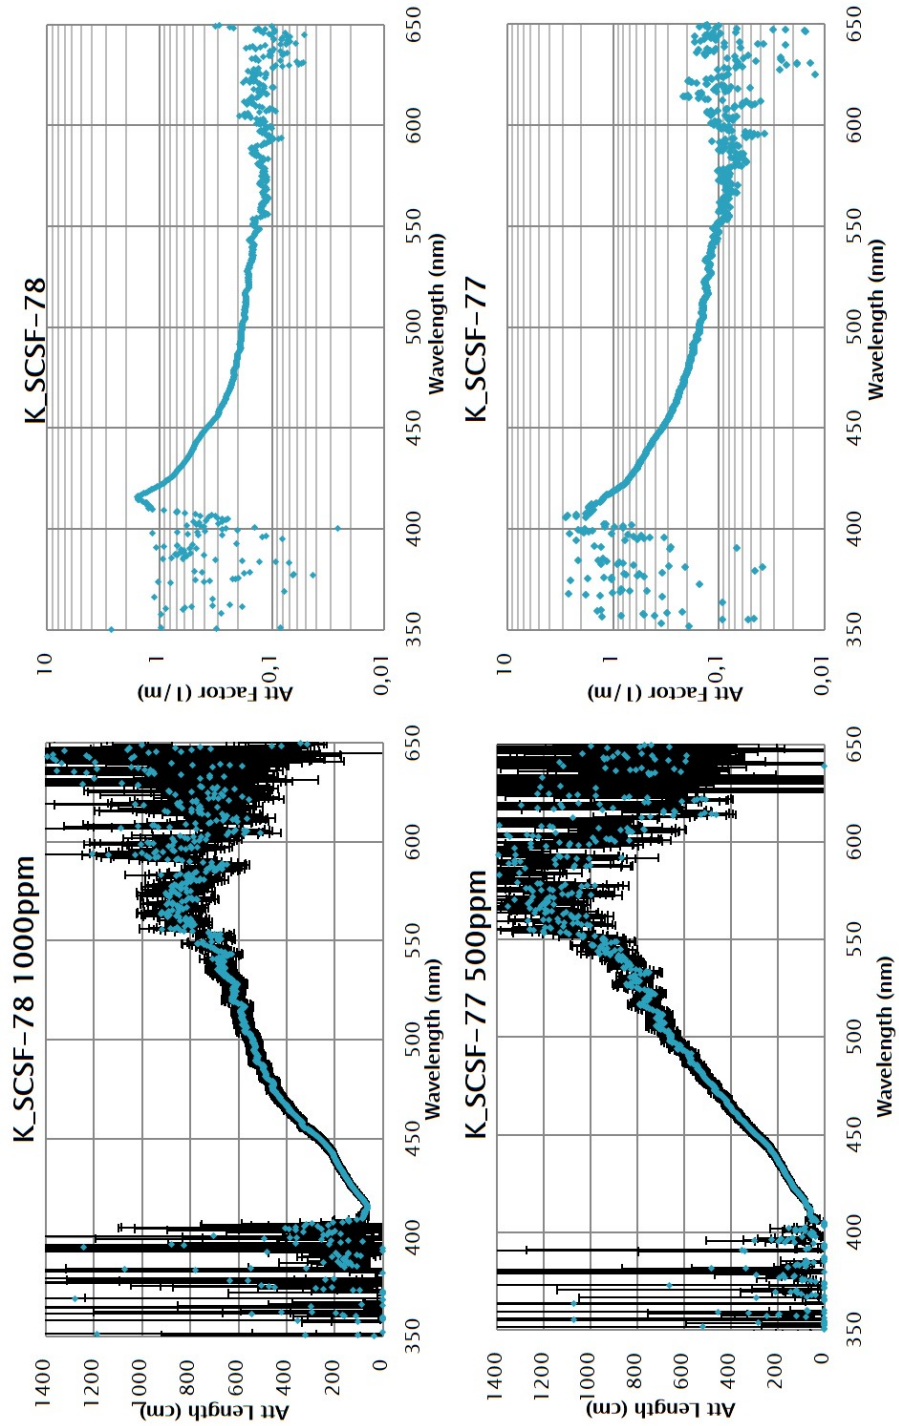 K_SCSF-78 1000ppm
Att Length (cm)
1400
1200
1000
800
600
400
200
0
350 400 450 500 550 600 650
Wavelength (nm)
K_SCSF-77 500ppm
Att Length (cm)
1400
1200
1000
800
600
400
200
0
350 400 450 500 550 600 650
Wavelength (nm)
K_SCSF-78
Att Factor (1/m)
10
1
0,1
0,01
350 400 450 500 550 600 650
Wavelength (nm)
K_SCSF-77
Att Factor (1/m)
10
1
0,1
0,01
350 400 450 500 550 600 650
Wavelength (nm)